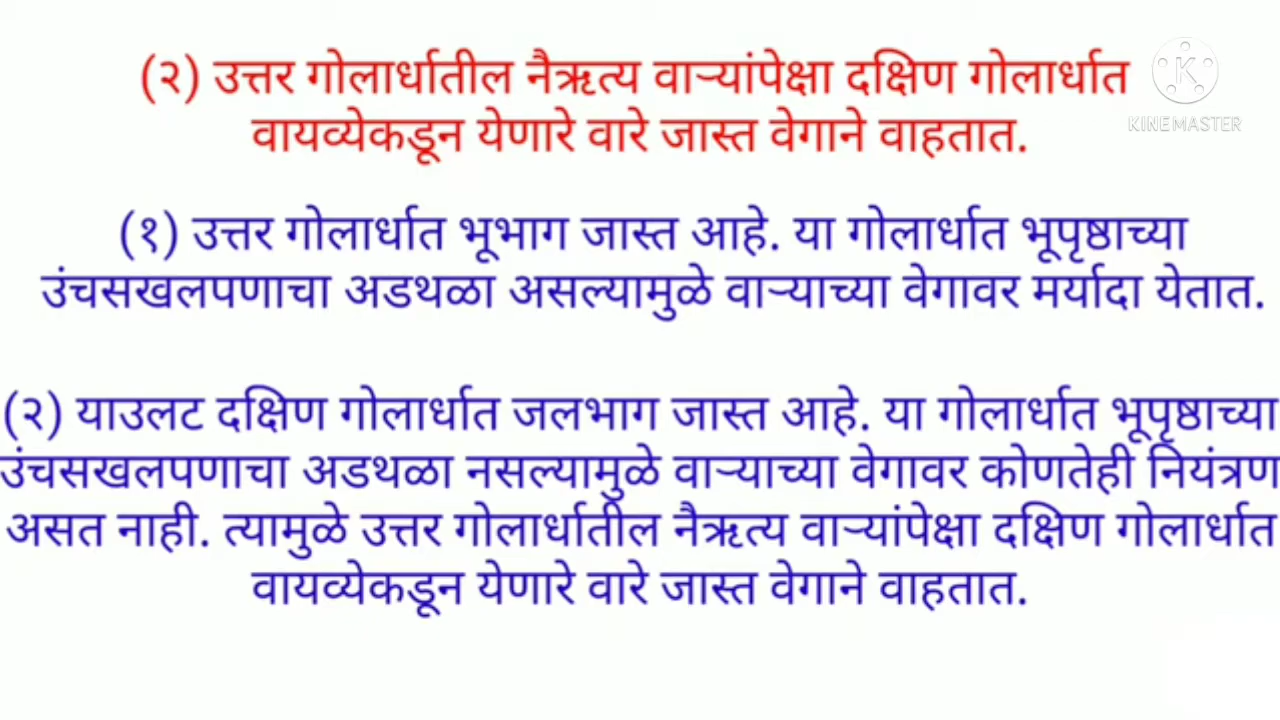 (२) उत्तर गोलार्धातील नैऋत्य वाऱ्यांपेक्षा दक्षिण गोलार्धात
वायव्येकडून येणारे वारे जास्त वेगाने वाहतात.
K
KINEMASTER
(१) उत्तर गोलार्धात भूभाग जास्त आहे. या गोलार्धात भूपृष्ठाच्या
उंचसखलपणाचा अडथळा असल्यामुळे वाऱ्याच्या वेगावर मर्यादा येतात.
(२) याउलट दक्षिण गोलार्धात जलभाग जास्त आहे. या गोलार्धात भूपृष्ठाच्या
उंचसखलपणाचा अडथळा नसल्यामुळे वाऱ्याच्या वेगावर कोणतेही नियंत्रण
असत नाही. त्यामुळे उत्तर गोलार्धातील नैऋत्य वाऱ्यांपेक्षा दक्षिण गोलार्धात
वायव्येकडून येणारे वारे जास्त वेगाने वाहतात.